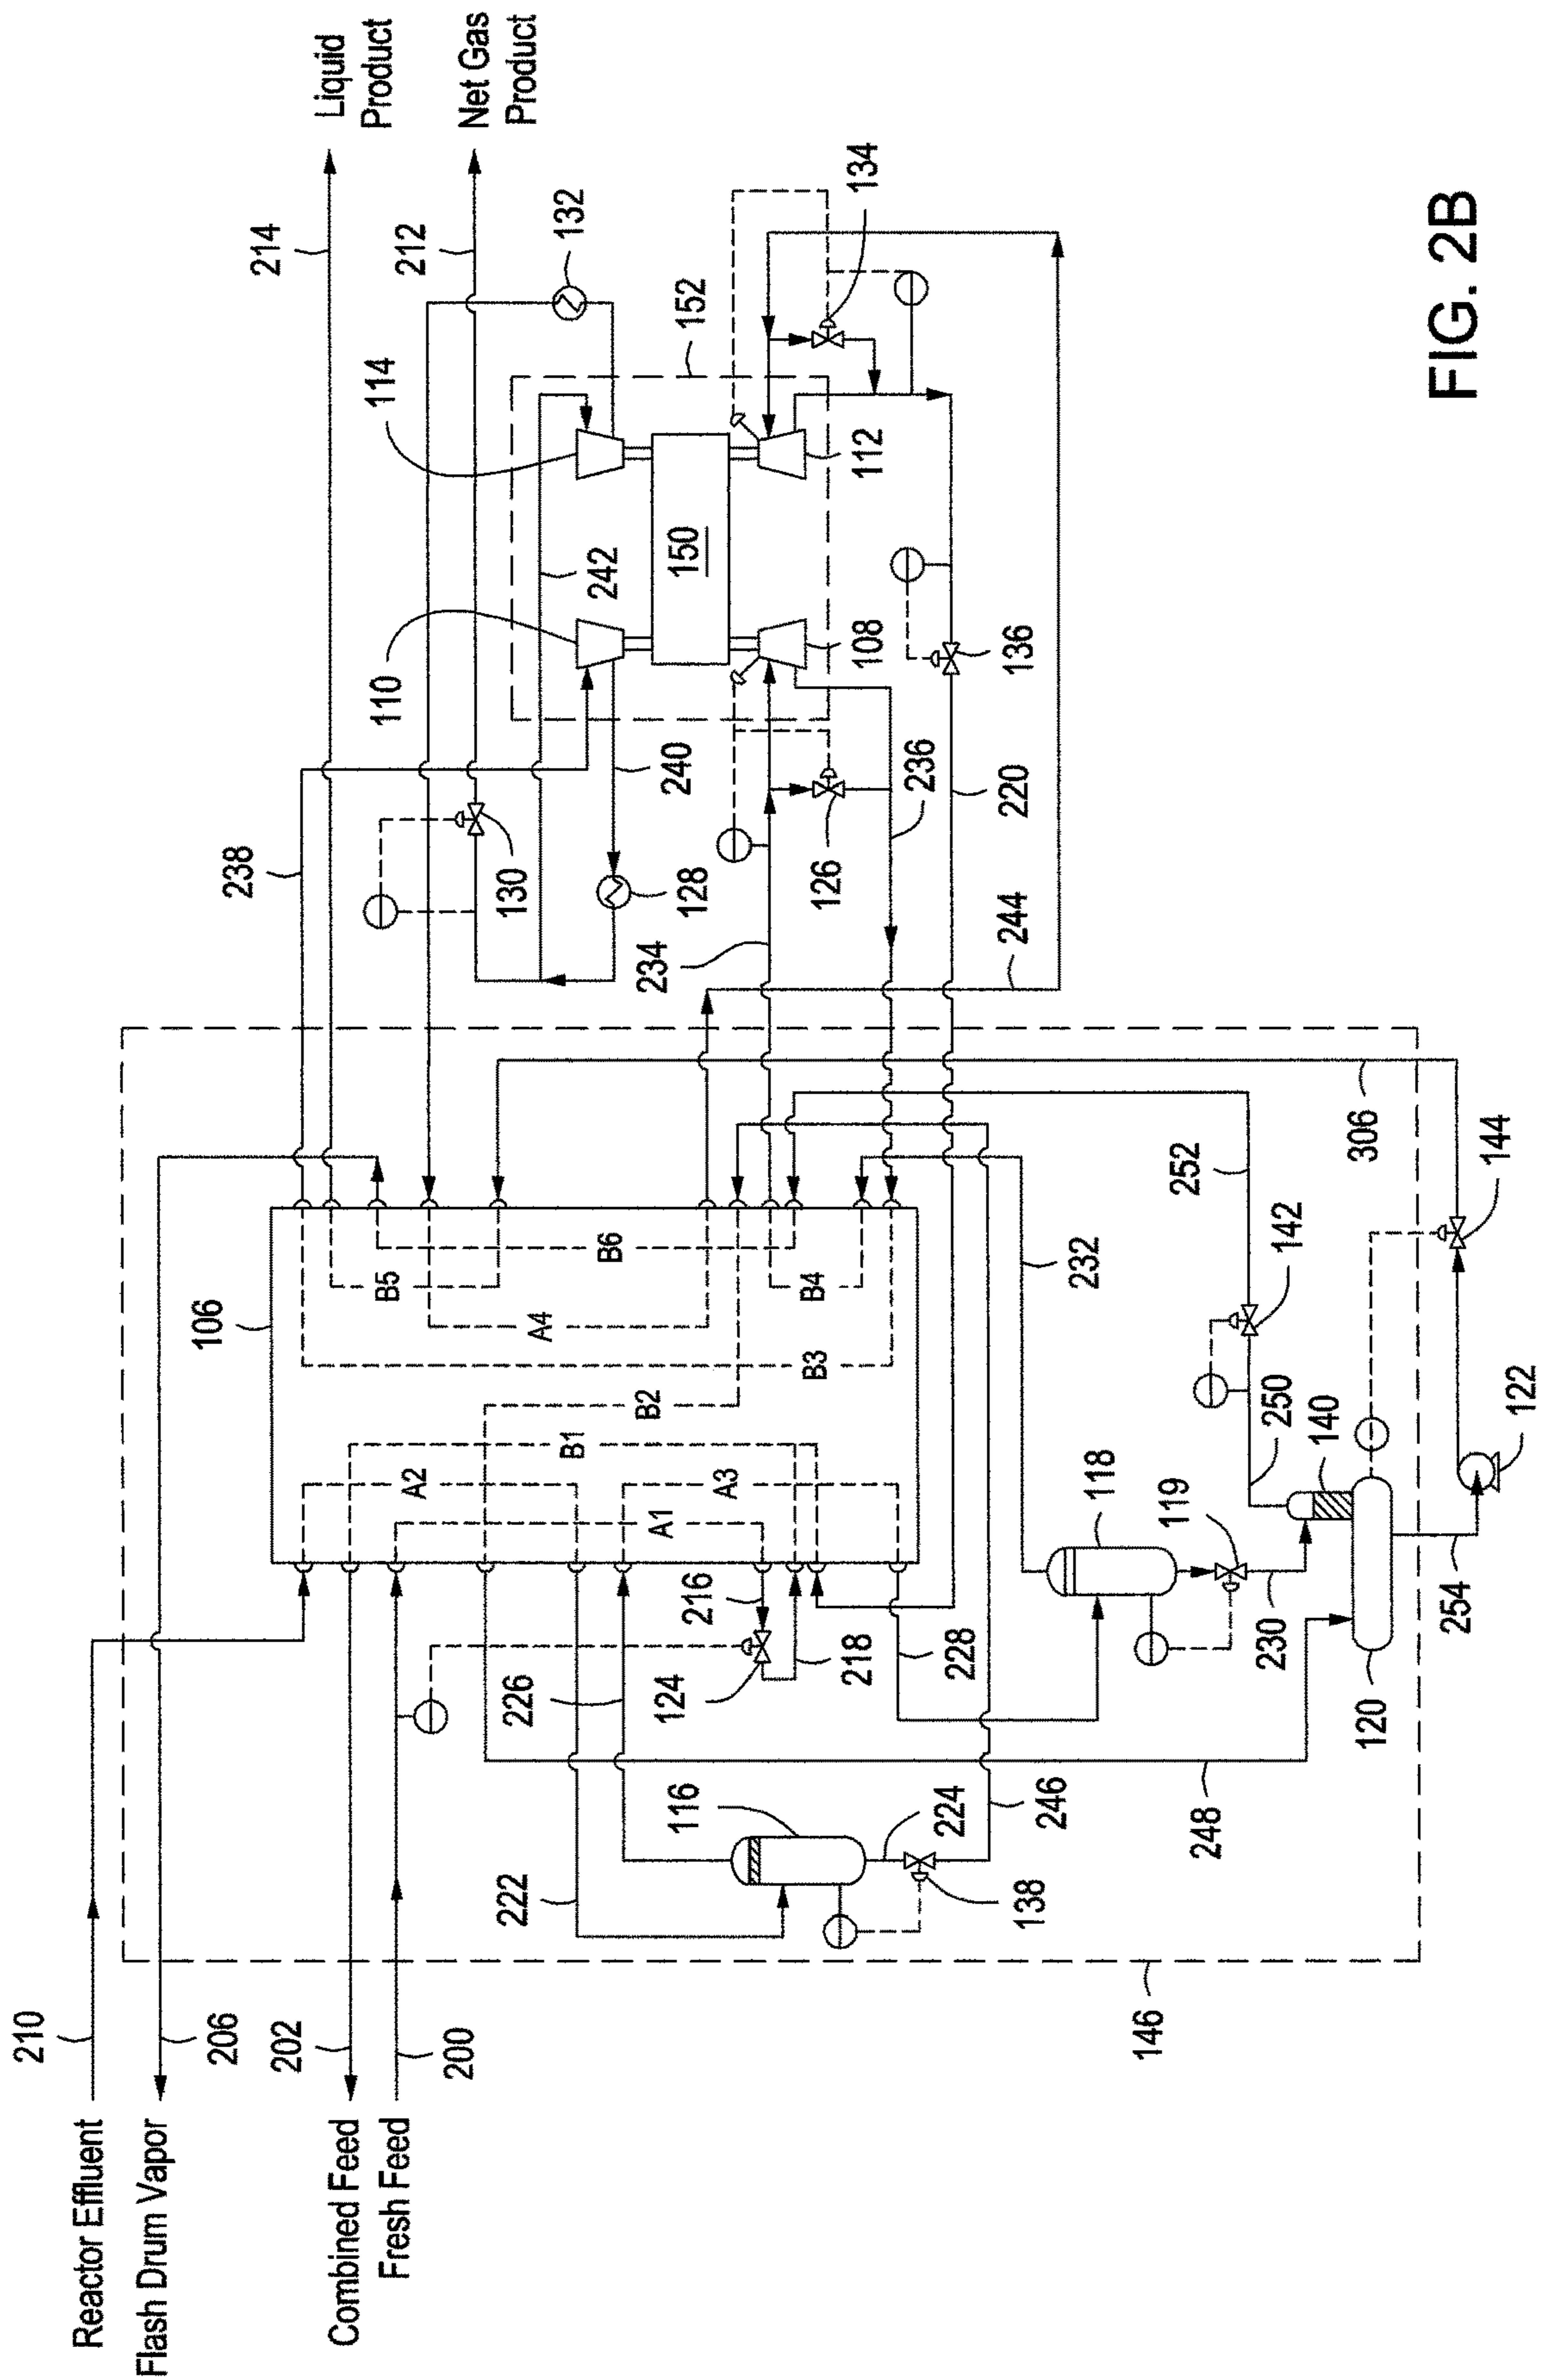 Liquid
Product
Net Gas
Product
214
212
132
134
152
114
112
242
150
110
108
136
238
130
240
128
126
236
220
234
244
106
B5
B6
A4
B4
B3
B2
B1
A2
A3
A1
306
144
252
142
232
250
140
122
118
119
216
218
228
230
254
226
124
120
116
224
246
248
222
138
146
210
206
202
200
Reactor Effluent
Flash Drum Vapor
Combined Feed
Fresh Feed
FIG. 2B